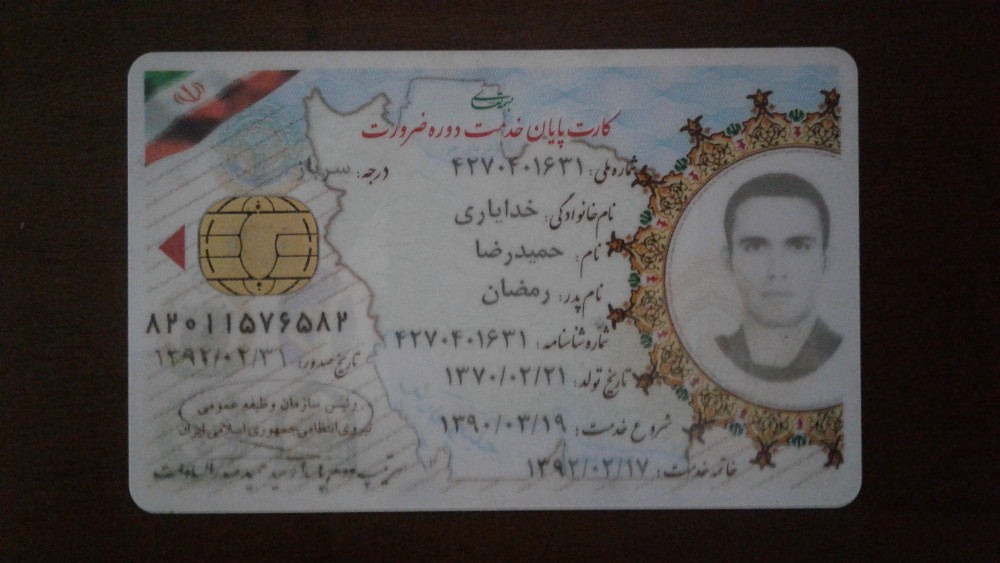 بسمه تعالی
کارت پایان خدمت دوره ضرورت
شماره ملی: ۴۲۷۰۴۰۱۶۳۱
درجه: سرباز
نام خانوادگی: خدایاری
نام: حمیدرضا
نام پدر: رمضان
شماره شناسنامه: ۴۲۷۰۴۰۱۶۳۱
تاریخ تولد: ۱۳۷۰/۰۲/۲۱
شروع خدمت: ۱۳۹۰/۰۳/۱۹
خاتمه خدمت: ۱۳۹۲/۰۲/۱۷
۸۲۰۱۱۵۷۶۵۸۲
تاریخ صدور: ۱۳۹۲/۰۲/۳۱
رئیس سازمان وظیفه عمومی
نیروی انتظامی جمهوری اسلامی ایران